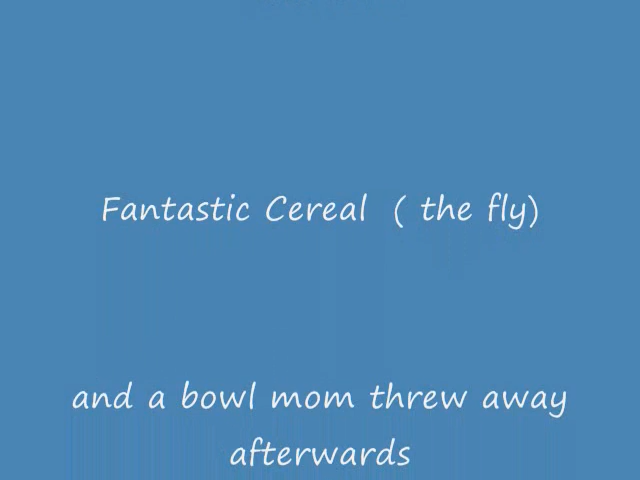 Fantastic Cereal ( the fly)
and a bowl mom threw away
afterwards